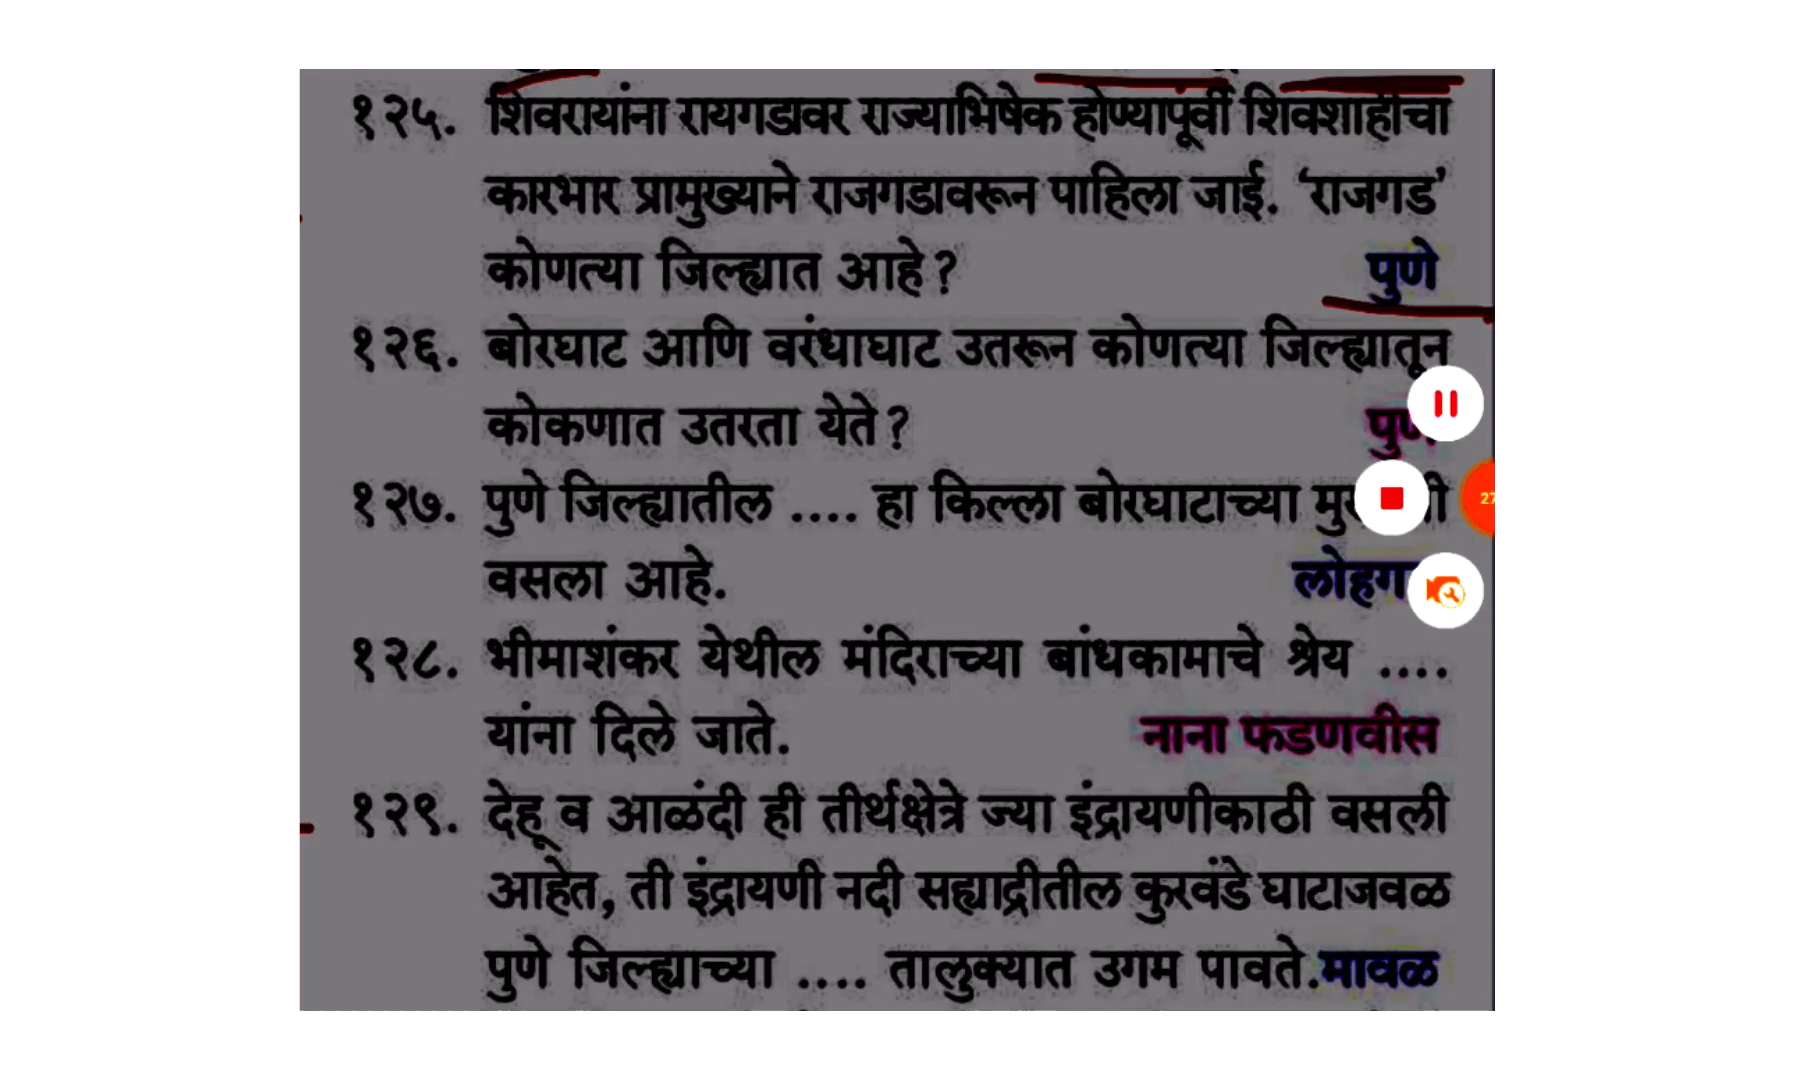 १२५. शिवरायांना रायगडावर राज्याभिषेक होण्यापूर्वी शिवशाहीचा
कारभार प्रामुख्याने राजगडावरून पाहिला जाई. ‘राजगड’
कोणत्या जिल्ह्यात आहे? पुणे
१२६. बोरघाट आणि वरंधाघाट उतरून कोणत्या जिल्ह्यातून
कोकणात उतरता येते?
१२७. पुणे जिल्ह्यातील .... हा किल्ला बोरघाटाच्या
वसला आहे.
१२८. भीमाशंकर येथील मंदिराच्या बांधकामाचे श्रेय ....
यांना दिले जाते. नाना फडणवीस
१२९. देहू व आळंदी ही तीर्थक्षेत्रे ज्या इंद्रायणीकाठी वसली
आहेत, ती इंद्रायणी नदी सह्याद्रीतील कुरवंडे घाटाजवळ
पुणे जिल्ह्याच्या .... तालुक्यात उगम पावते. मावळ